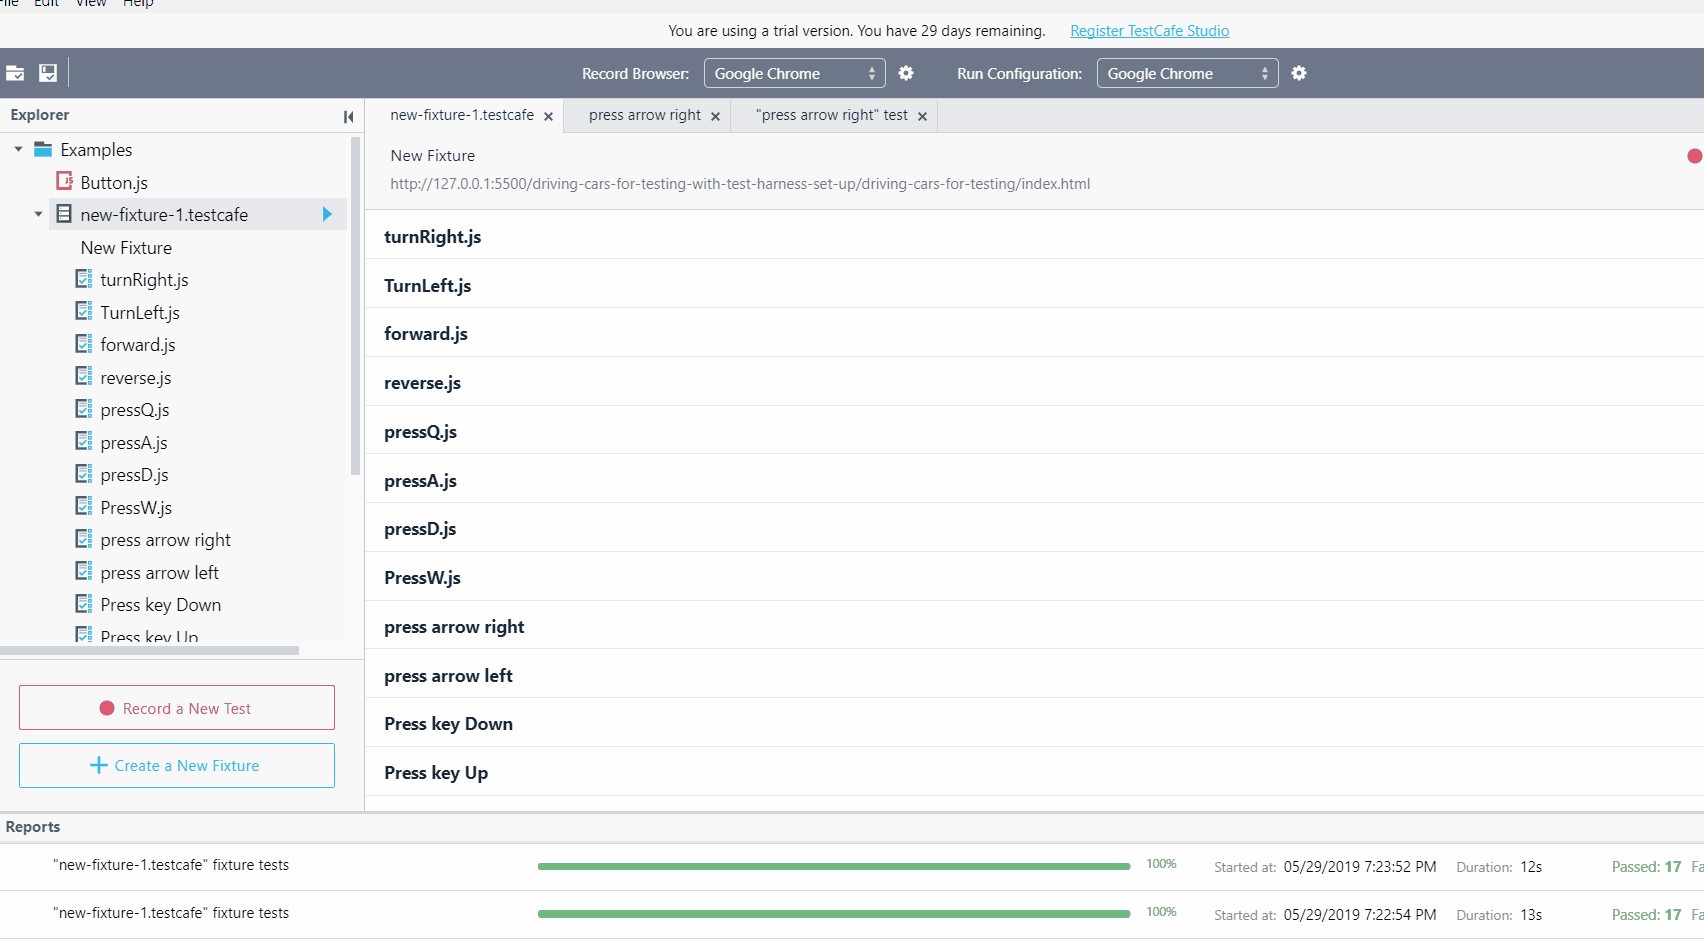 File Edit View Help
You are using a trial version. You have 29 days remaining. Register TestCafe Studio
Record Browser: Google Chrome Run Configuration: Google Chrome
Explorer
Examples
Button.js
new-fixture-1.testcafe
New Fixture
turnRight.js
TurnLeft.js
forward.js
reverse.js
pressQ.js
pressA.js
pressD.js
PressW.js
press arrow right
press arrow left
Press key Down
Press key Up
Record a New Test
Create a New Fixture
new-fixture-1.testcafe press arrow right "press arrow right" test
New Fixture
http://127.0.0.1:5500/driving-cars-for-testing-with-test-harness-set-up/driving-cars-for-testing/index.html
turnRight.js
TurnLeft.js
forward.js
reverse.js
pressQ.js
pressA.js
pressD.js
PressW.js
press arrow right
press arrow left
Press key Down
Press key Up
Reports
"new-fixture-1.testcafe" fixture tests 100% Started at: 05/29/2019 7:23:52 PM Duration: 12s Passed: 17 Fa
"new-fixture-1.testcafe" fixture tests 100% Started at: 05/29/2019 7:22:54 PM Duration: 13s Passed: 17 Fa